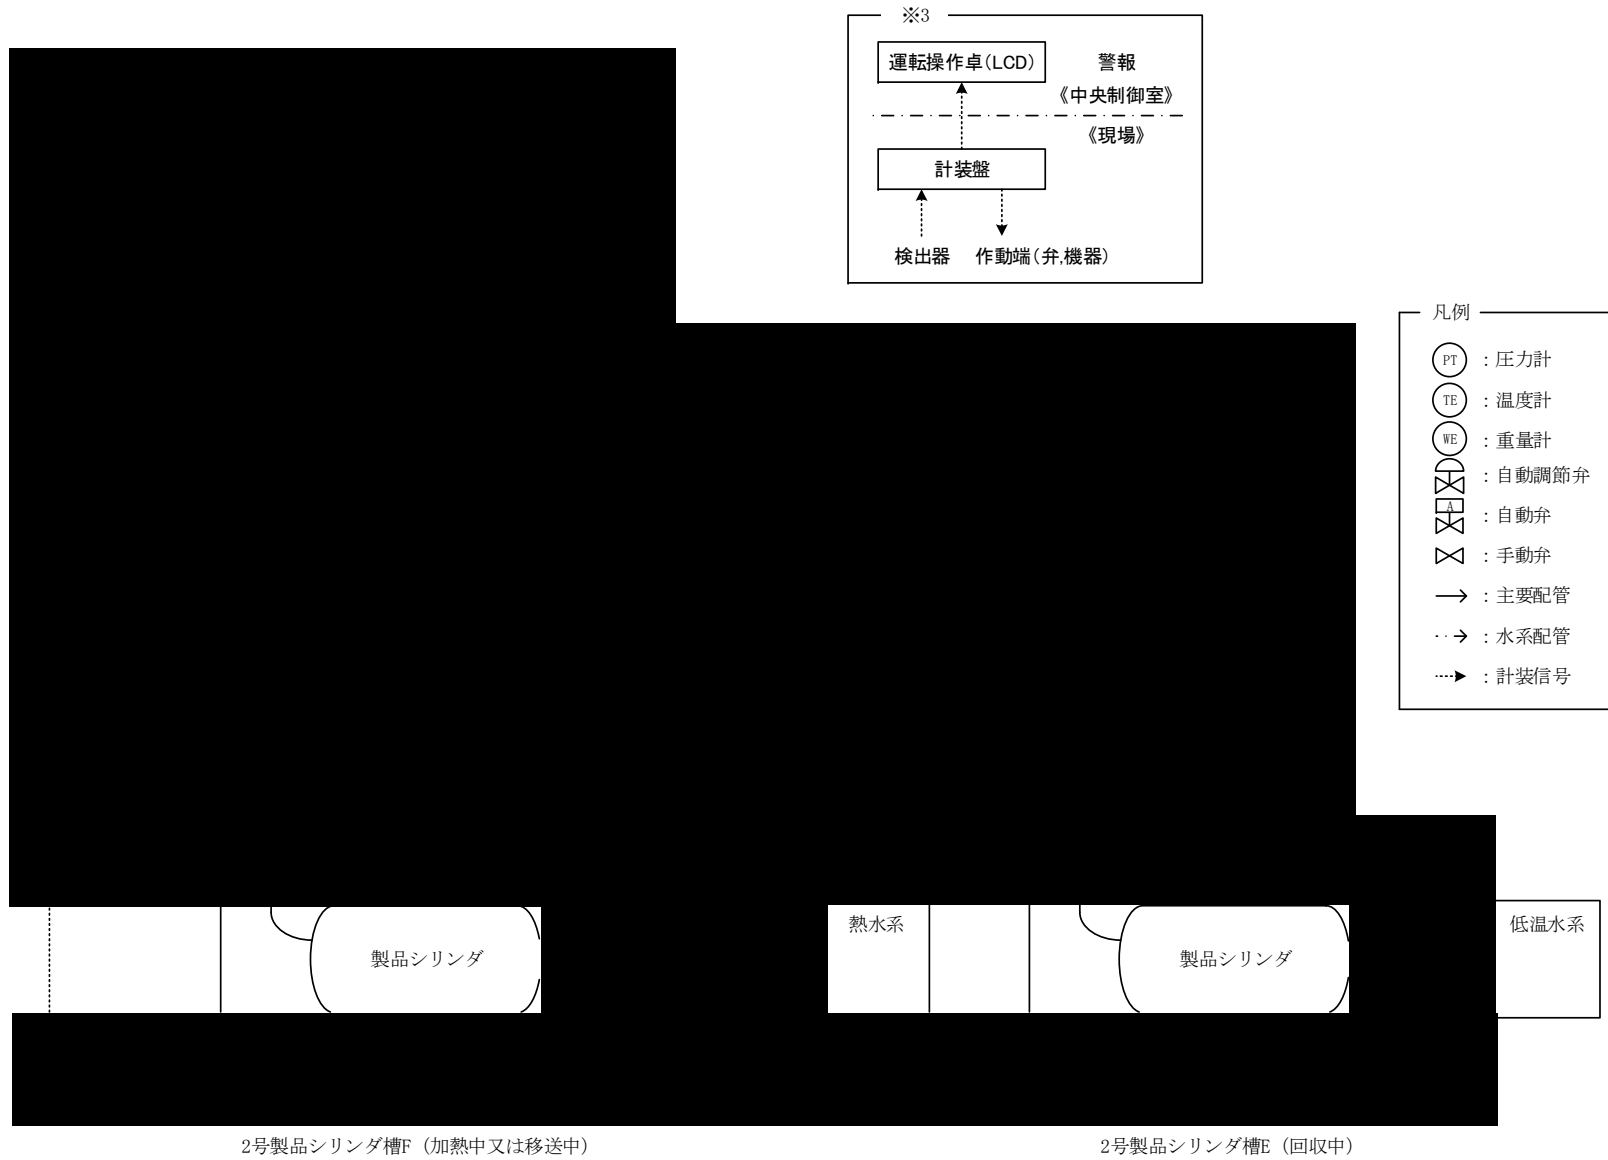 ※3
運転操作卓(LCD)
警報
《中央制御室》
《現場》
計装盤
検出器
作動端(弁,機器)
凡例
PT :圧力計
TE :温度計
WE :重量計
:自動調節弁
A :自動弁
:手動弁
:主要配管
:水系配管
:計装信号
製品シリンダ
熱水系
製品シリンダ
低温水系
2号製品シリンダ槽F (加熱中又は移送中)
2号製品シリンダ槽E (回収中)